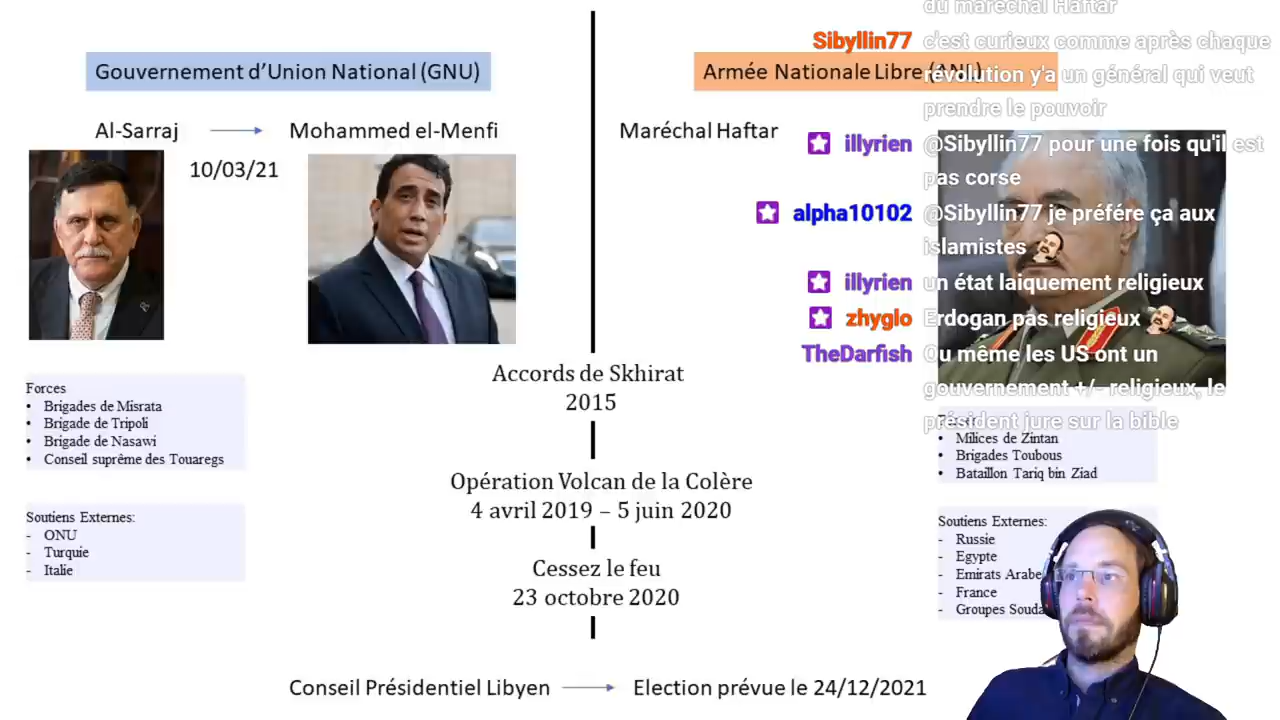 du maréchal Haftar
Sibyllin77 c'est curieux comme après chaque
révolution y'a un général qui veut
prendre le pouvoir
illyrien @Sibyllin77 pour une fois qu'il est
pas corse
alpha10102 @Sibyllin77 je préfére ça aux
islamistes
illyrien un état laiquement religieux
zhyglo Erdogan pas religieux
TheDarfish Ou même les US ont un
gouvernement +/- religieux, le
président jure sur la bible
Gouvernement d'Union National (GNU)
Al-Sarraj
Mohammed el-Menfi
10/03/21
Forces
• Brigades de Misrata
• Brigade de Tripoli
• Brigade de Nasawi
• Conseil suprême des Touaregs
Soutiens Externes:
- ONU
- Turquie
- Italie
Accords de Skhirat
2015
Opération Volcan de la Colère
4 avril 2019 – 5 juin 2020
Cessez le feu
23 octobre 2020
Armée Nationale Libre (ANL)
Maréchal Haftar
• Milices de Zintan
• Brigades Toubous
• Bataillon Tariq bin Ziad
Soutiens Externes:
- Russie
- Egypte
- Emirats Arabe
- France
- Groupes Souda
Conseil Présidentiel Libyen
Election prévue le 24/12/2021